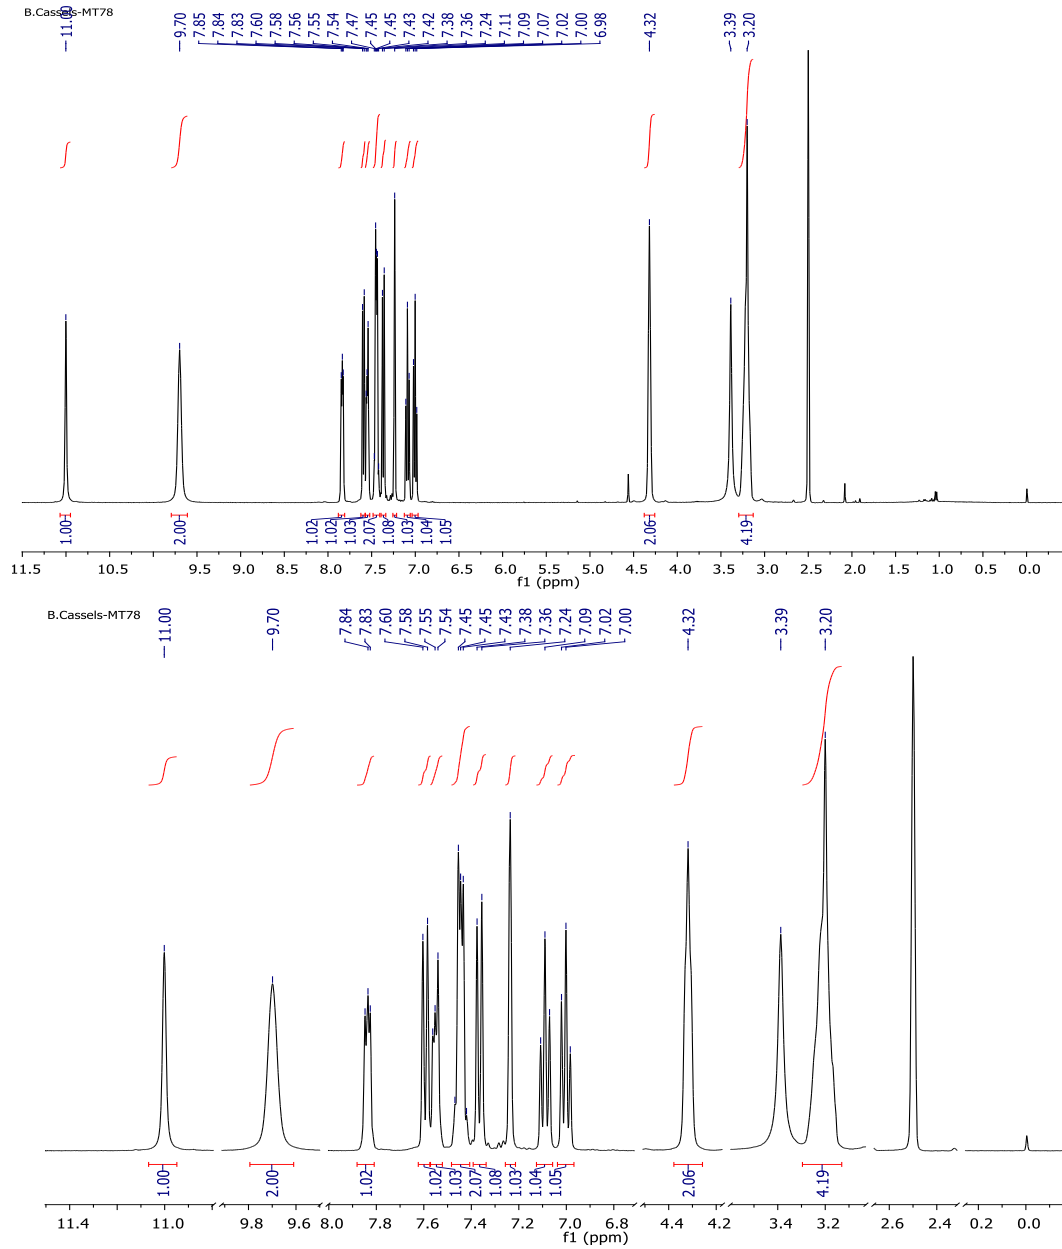 B.Cassels-MT78
11.00 9.70 7.85 7.84 7.83 7.60 7.58 7.56 7.55 7.54 7.47 7.45 7.45 7.43 7.42 7.38 7.36 7.24 7.11 7.09 7.07 7.02 7.00 6.98 4.32 3.39 3.20
1.00 2.00 1.02 1.02 1.03 2.07 1.08 1.03 1.04 1.05 2.06 4.19
11.5 10.5 9.5 9.0 8.5 8.0 7.5 7.0 6.5 6.0 5.5 5.0 4.5 4.0 3.5 3.0 2.5 2.0 1.5 1.0 0.5 0.0
f1 (ppm)
B.Cassels-MT78
11.00 9.70 7.84 7.83 7.60 7.58 7.55 7.54 7.45 7.45 7.43 7.38 7.36 7.24 7.09 7.02 7.00 4.32 3.39 3.20
1.00 2.00 1.02 1.02 1.03 2.07 1.08 1.03 1.04 1.05 2.06 4.19
11.4 11.0 9.8 9.6 8.0 7.8 7.6 7.4 7.2 7.0 6.8 4.4 4.2 3.4 3.2 2.6 2.4 0.2 0.0
f1 (ppm)